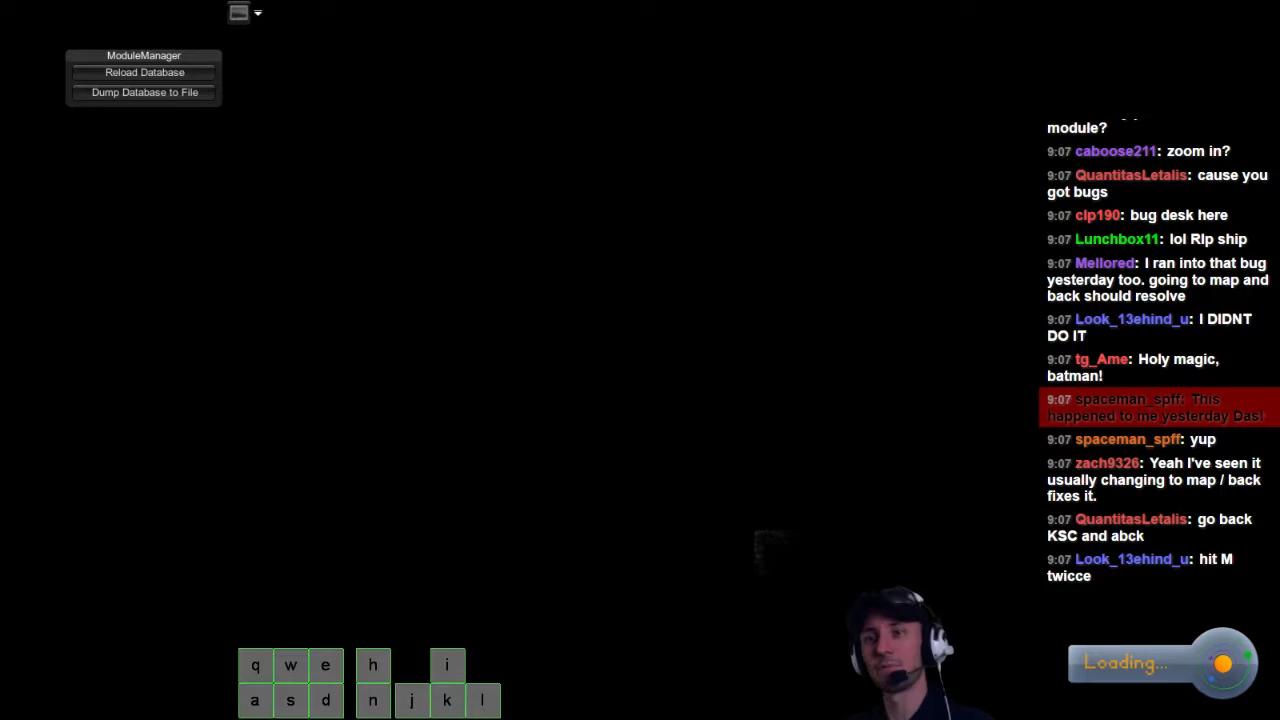 ModuleManager
Reload Database
Dump Database to File
module?
9:07 caboose211: zoom in?
9:07 QuantitasLetalis: cause you
got bugs
9:07 clp190: bug desk here
9:07 Lunchbox11: lol RIp ship
9:07 Mellored: I ran into that bug
yesterday too. going to map and
back should resolve
9:07 Look_13ehind_u: I DIDNT
DO IT
9:07 tg_Ame: Holy magic,
batman!
9:07 spaceman_spff: This
happened to me yesterday Das!
9:07 spaceman_spff: yup
9:07 zach9326: Yeah I've seen it
usually changing to map / back
fixes it.
9:07 QuantitasLetalis: go back
KSC and abck
9:07 Look_13ehind_u: hit M
twicce
q w e h i
a s d n j k l
Loading...